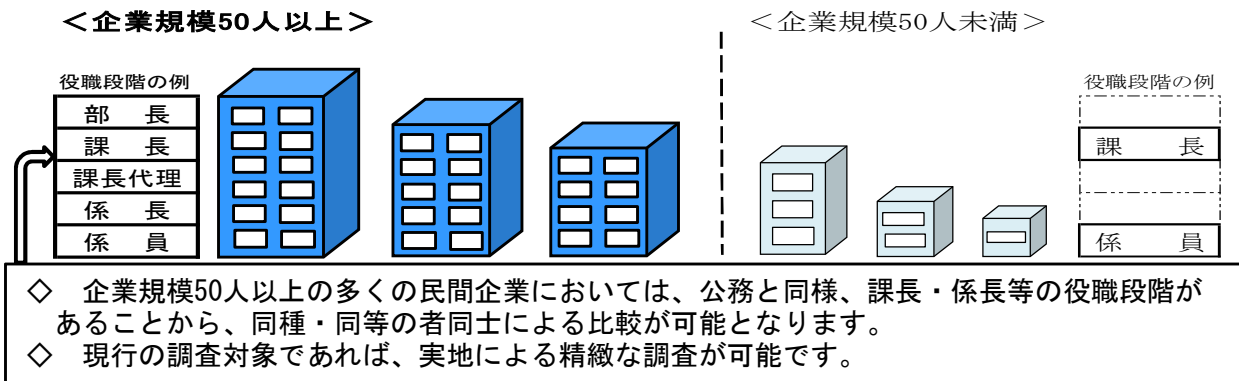 ＜企業規模50人以上＞
＜企業規模50人未満＞
役職段階の例
部　長
課　長
課長代理
係　長
係　員
役職段階の例
課　長
係　員
◇　企業規模50人以上の多くの民間企業においては、公務と同様、課長・係長等の役職段階が
あることから、同種・同等の者同士による比較が可能となります。
◇　現行の調査対象であれば、実地による精緻な調査が可能です。